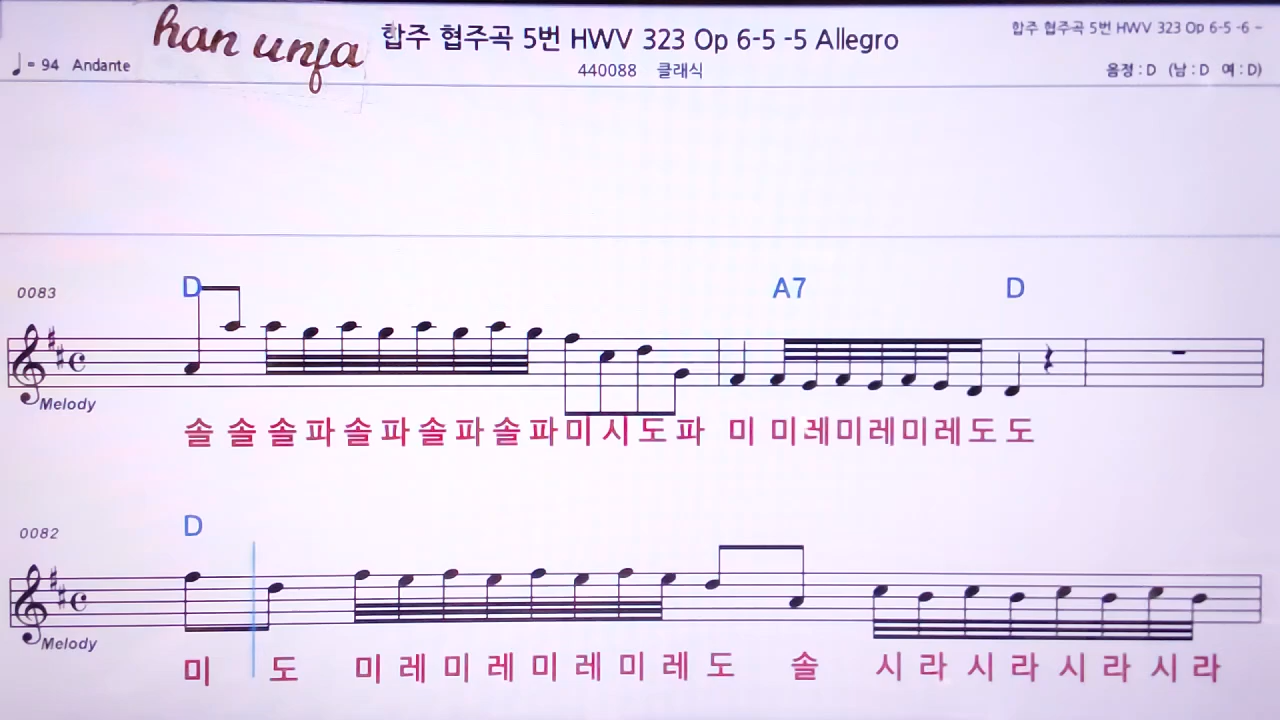 han unja
합주 협주곡 5번 HWV 323 Op 6-5 -5 Allegro
합주 협주곡 5번 HWV 323 Op 6-5 -6 -
♩= 94 Andante
440088 클래식
음정 : D (남 : D 여 : D)
D A7 D
0083
Melody
솔 솔 솔 파 솔 파 솔 파 솔 파 미 시 도 파 미 미 레 미 레 미 레 도 도
D
0082
Melody
미 도 미 레 미 레 미 레 미 레 도 솔 시 라 시 라 시 라 시 라